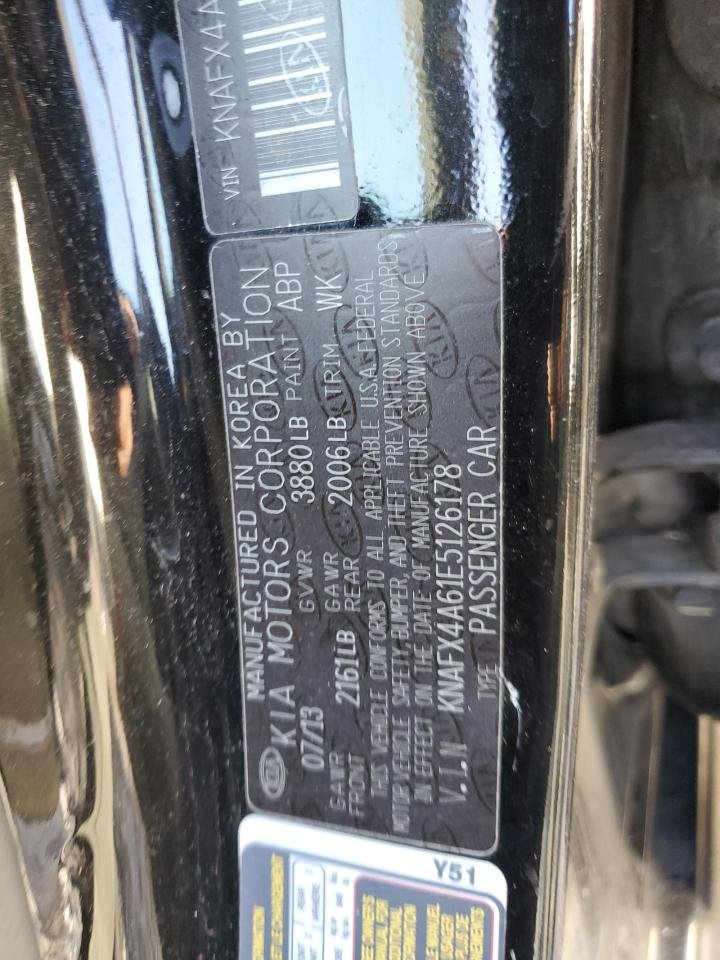 VIN: KNAFX4A
MANUFACTURED IN KOREA BY
KIA MOTORS CORPORATION
07/13 GVWR 3880LB PAINT ABP
GAWR FRONT 2161LB GAWR REAR 2006LB TRIM WK
THIS VEHICLE CONFORMS TO ALL APPLICABLE U.S.A. FEDERAL
MOTOR VEHICLE SAFETY, BUMPER, AND THEFT PREVENTION STANDARDS
IN EFFECT ON THE DATE OF MANUFACTURE SHOWN ABOVE.
V.I.N KNAFX4A61E5126178
TYPE PASSENGER CAR
KIA
Y51